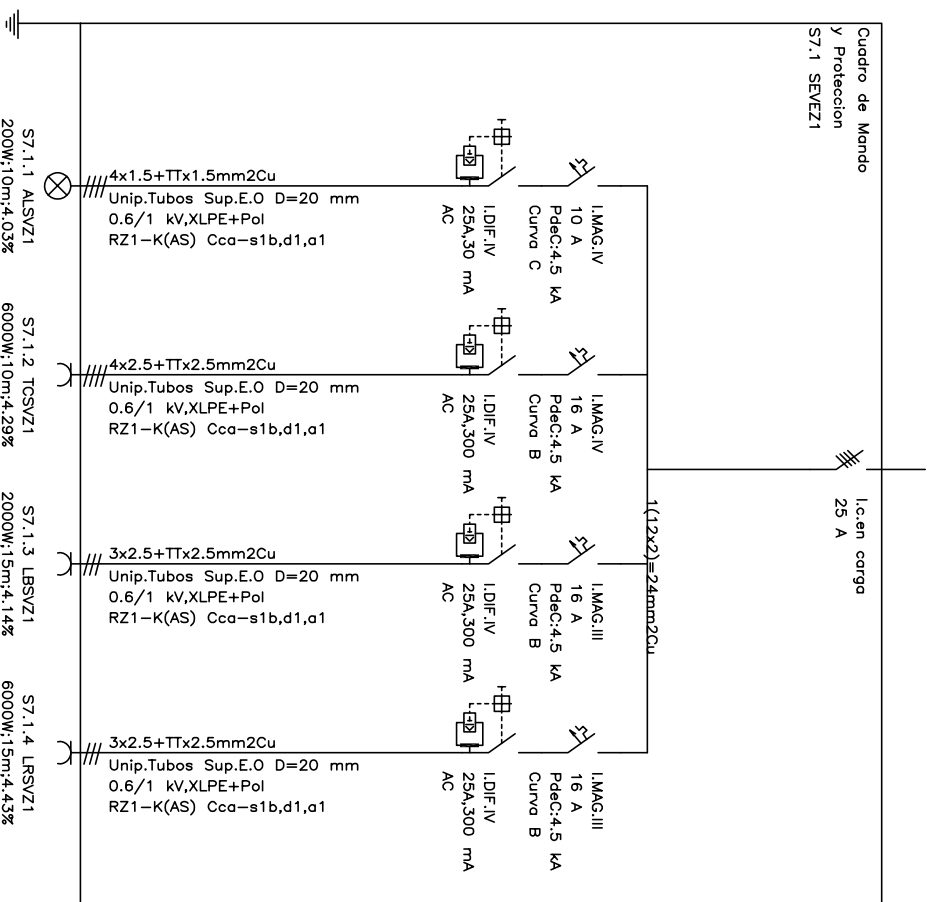 Cuadro de Mando
y Proteccion
S7.1 SEVEZ1
I.c.en carga
25 A
1(12x2)=24mm2Cu
I.MAG.IV
10 A
PdeC:4.5 kA
Curva C
I.DIF.IV
25A,30 mA
AC
4x1.5+TTx1.5mm2Cu
Unip.Tubos Sup.E.O D=20 mm
0.6/1 kV,XLPE+Pol
RZ1-K(AS) Cca-s1b,d1,a1
S7.1.1 ALSVZ1
200W;10m;4.03%
I.MAG.IV
16 A
PdeC:4.5 kA
Curva B
I.DIF.IV
25A,300 mA
AC
4x2.5+TTx2.5mm2Cu
Unip.Tubos Sup.E.O D=20 mm
0.6/1 kV,XLPE+Pol
RZ1-K(AS) Cca-s1b,d1,a1
S7.1.2 TCSVZ1
6000W;10m;4.29%
I.MAG.III
16 A
PdeC:4.5 kA
Curva B
I.DIF.IV
25A,300 mA
AC
3x2.5+TTx2.5mm2Cu
Unip.Tubos Sup.E.O D=20 mm
0.6/1 kV,XLPE+Pol
RZ1-K(AS) Cca-s1b,d1,a1
S7.1.3 LBSVZ1
2000W;15m;4.14%
I.MAG.III
16 A
PdeC:4.5 kA
Curva B
I.DIF.IV
25A,300 mA
AC
3x2.5+TTx2.5mm2Cu
Unip.Tubos Sup.E.O D=20 mm
0.6/1 kV,XLPE+Pol
RZ1-K(AS) Cca-s1b,d1,a1
S7.1.4 LRSVZ1
6000W;15m;4.43%